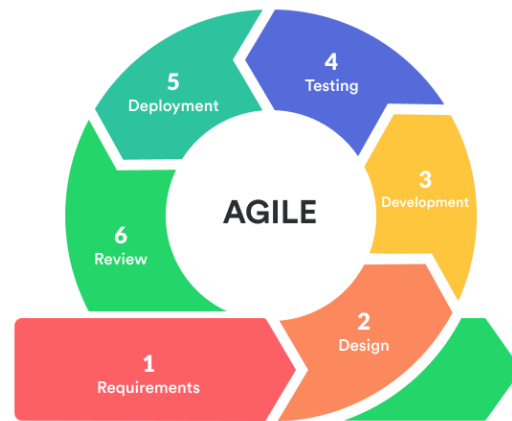 AGILE
1
Requirements
2
Design
3
Development
4
Testing
5
Deployment
6
Review